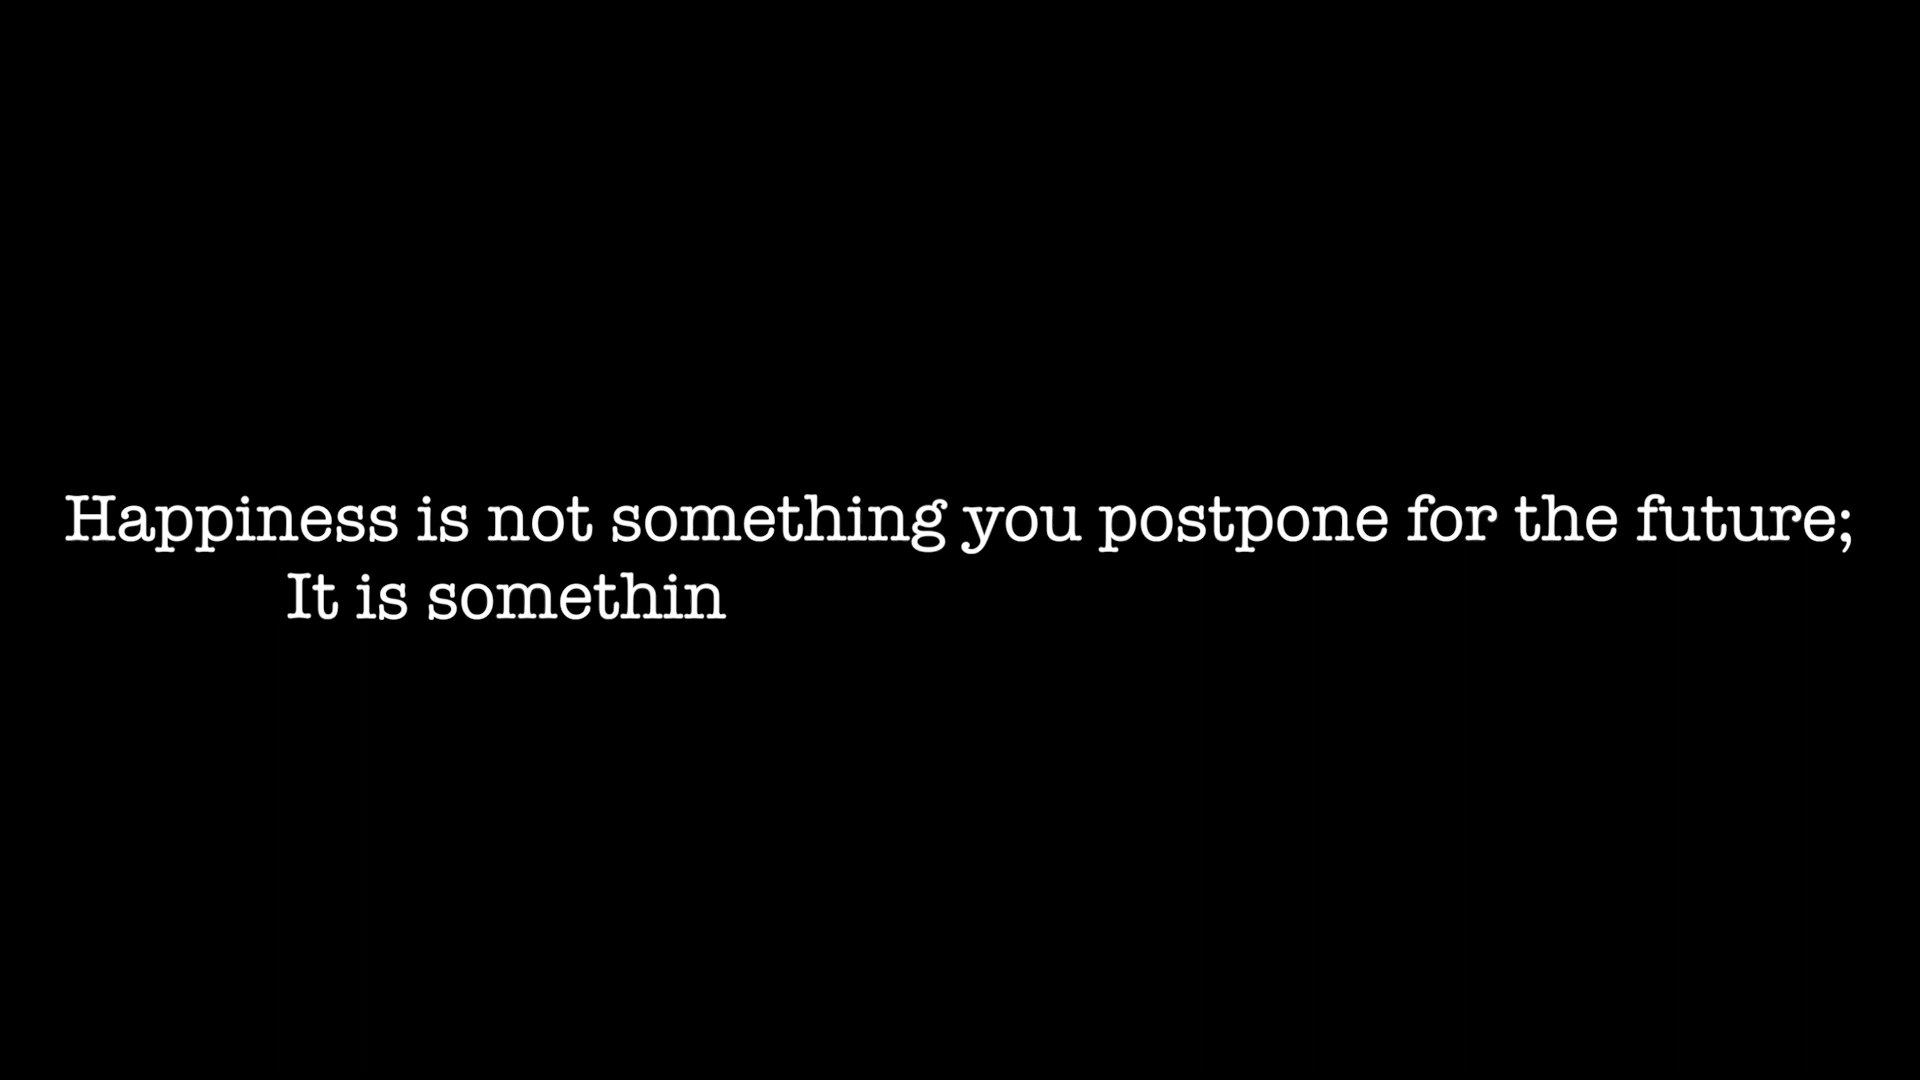 Happiness is not something you postpone for the future;
It is somethin